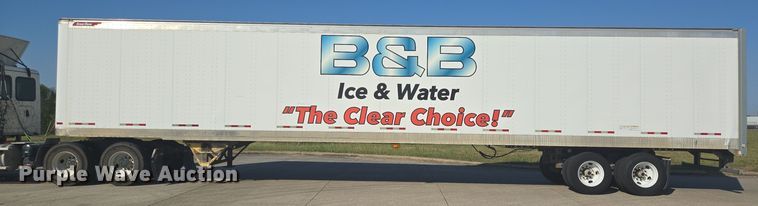 B&B
Ice & Water
"The Clear Choice!"
Purple Wave Auction